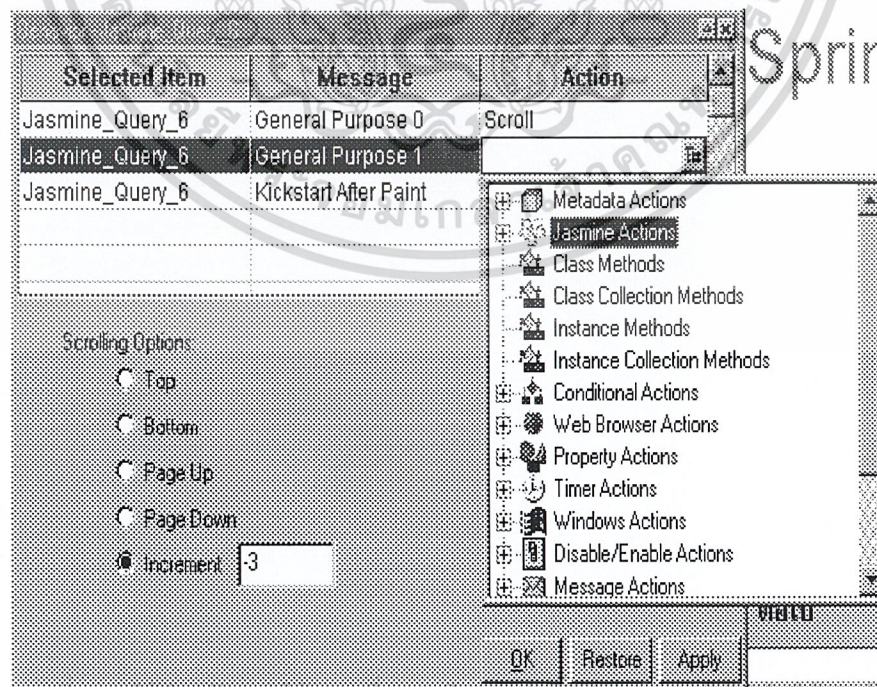 Sprin
Selected Item Message Action
Jasmine_Query_6 General Purpose 0 Scroll
Jasmine_Query_6 General Purpose 1
Jasmine_Query_6 Kickstart After Paint
Metadata Actions
Jasmine Actions
Class Methods
Class Collection Methods
Instance Methods
Instance Collection Methods
Conditional Actions
Web Browser Actions
Property Actions
Timer Actions
Windows Actions
Disable/Enable Actions
Message Actions
Scrolling Options
Top
Bottom
Page Up
Page Down
Increment -3
OK Restore Apply